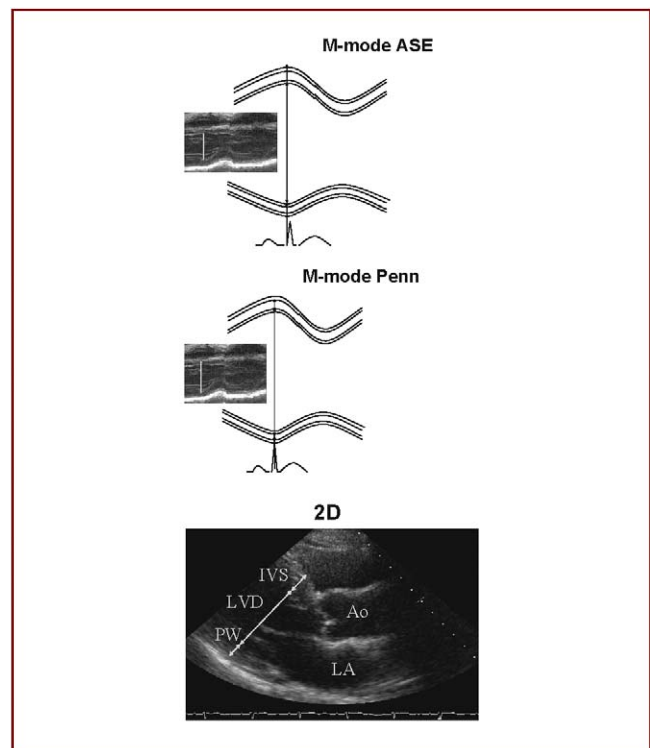 M-mode ASE
M-mode Penn
2D
IVS
LVD
Ao
PW
LA